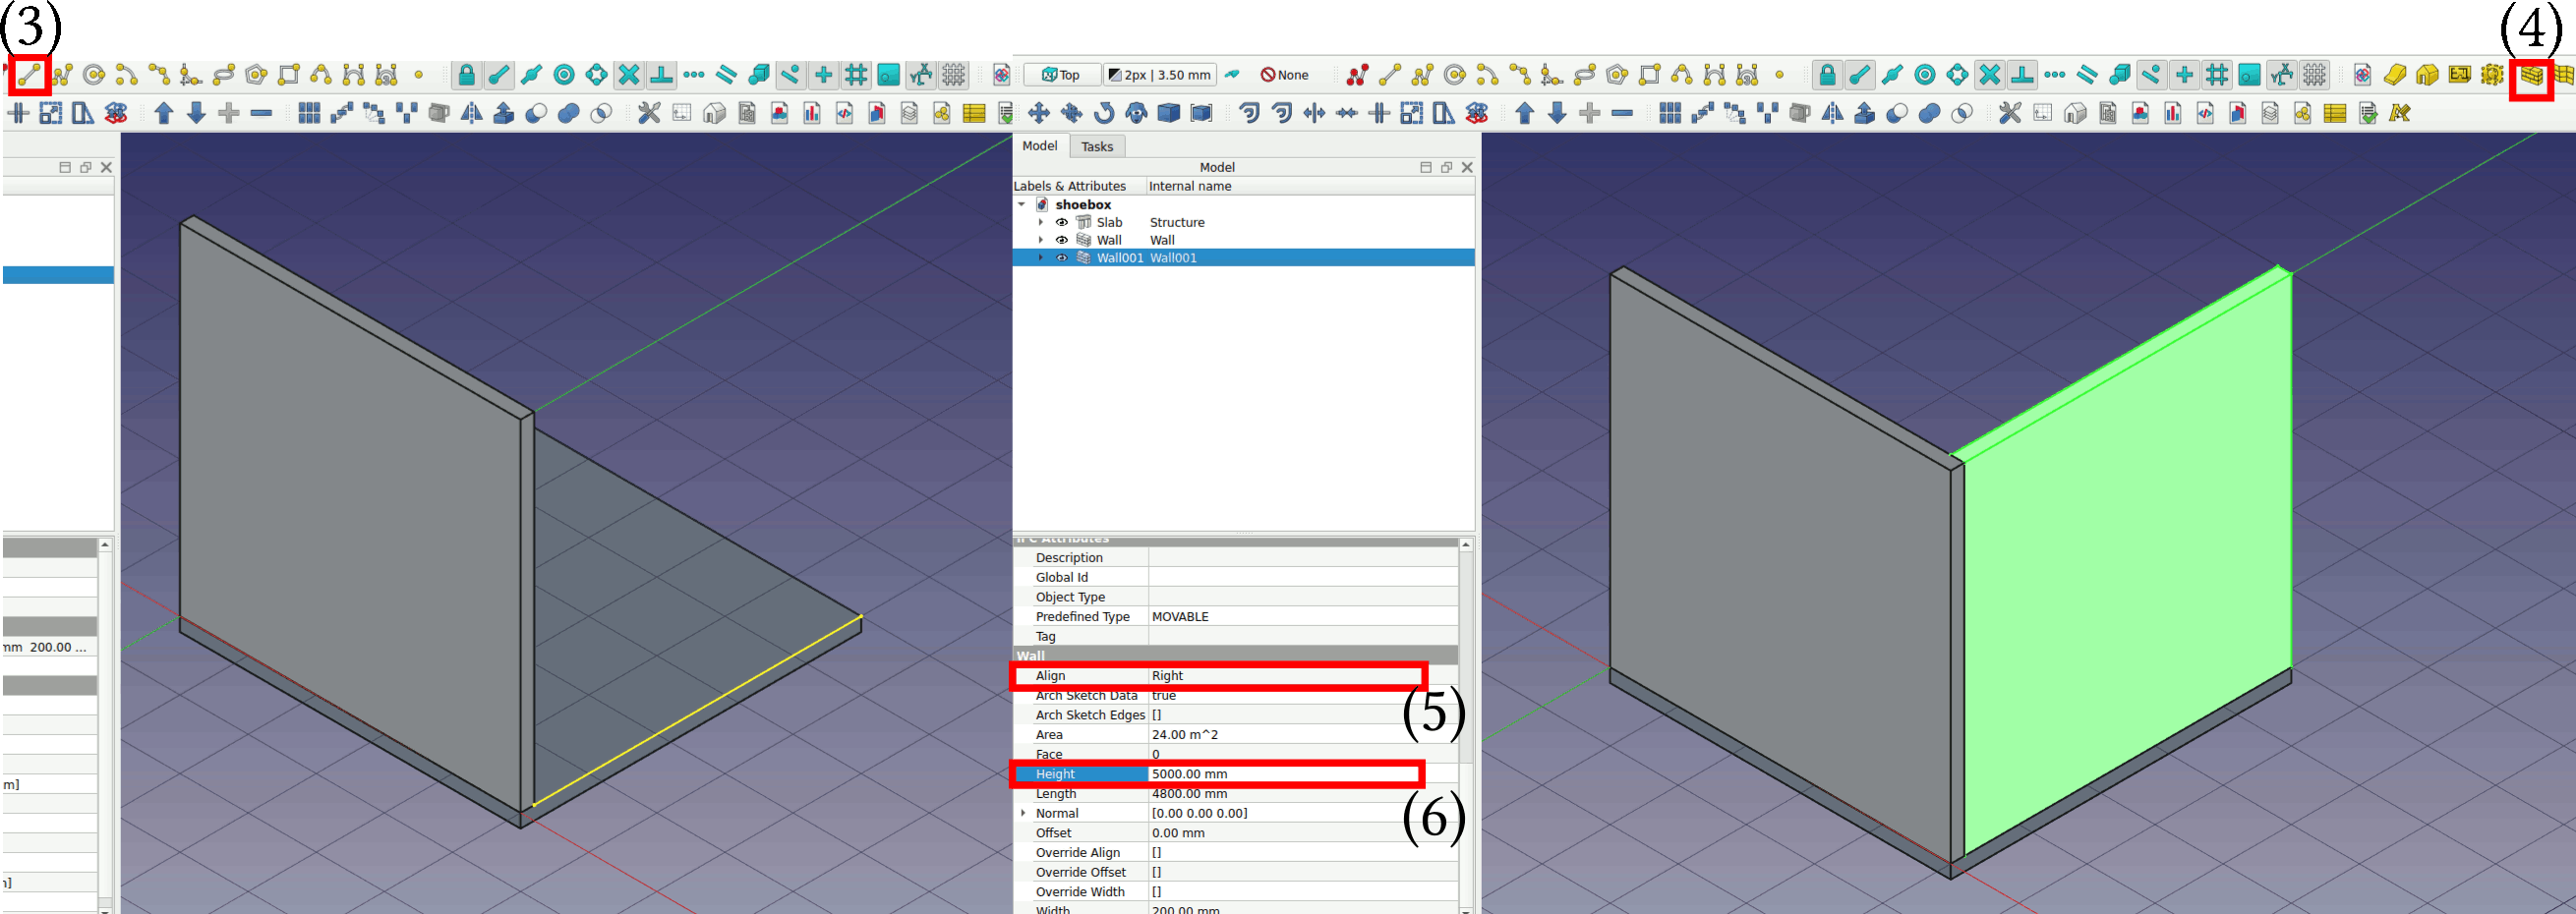 (3)
(4)
Top
2px | 3.50 mm
None
Model Tasks
Model
Labels & Attributes Internal name
shoebox
Slab Structure
Wall Wall
Wall001 Wall001
Description
Global Id
Object Type
Predefined Type MOVABLE
Tag
Wall
mm 200.00 ...
Align Right
Arch Sketch Data true
(5)
Arch Sketch Edges []
Area 24.00 m^2
Face 0
Height 5000.00 mm
m]
Length 4800.00 mm
(6)
Normal [0.00 0.00 0.00]
Offset 0.00 mm
Override Align []
Override Offset []
Override Width []
Width 200.00 mm